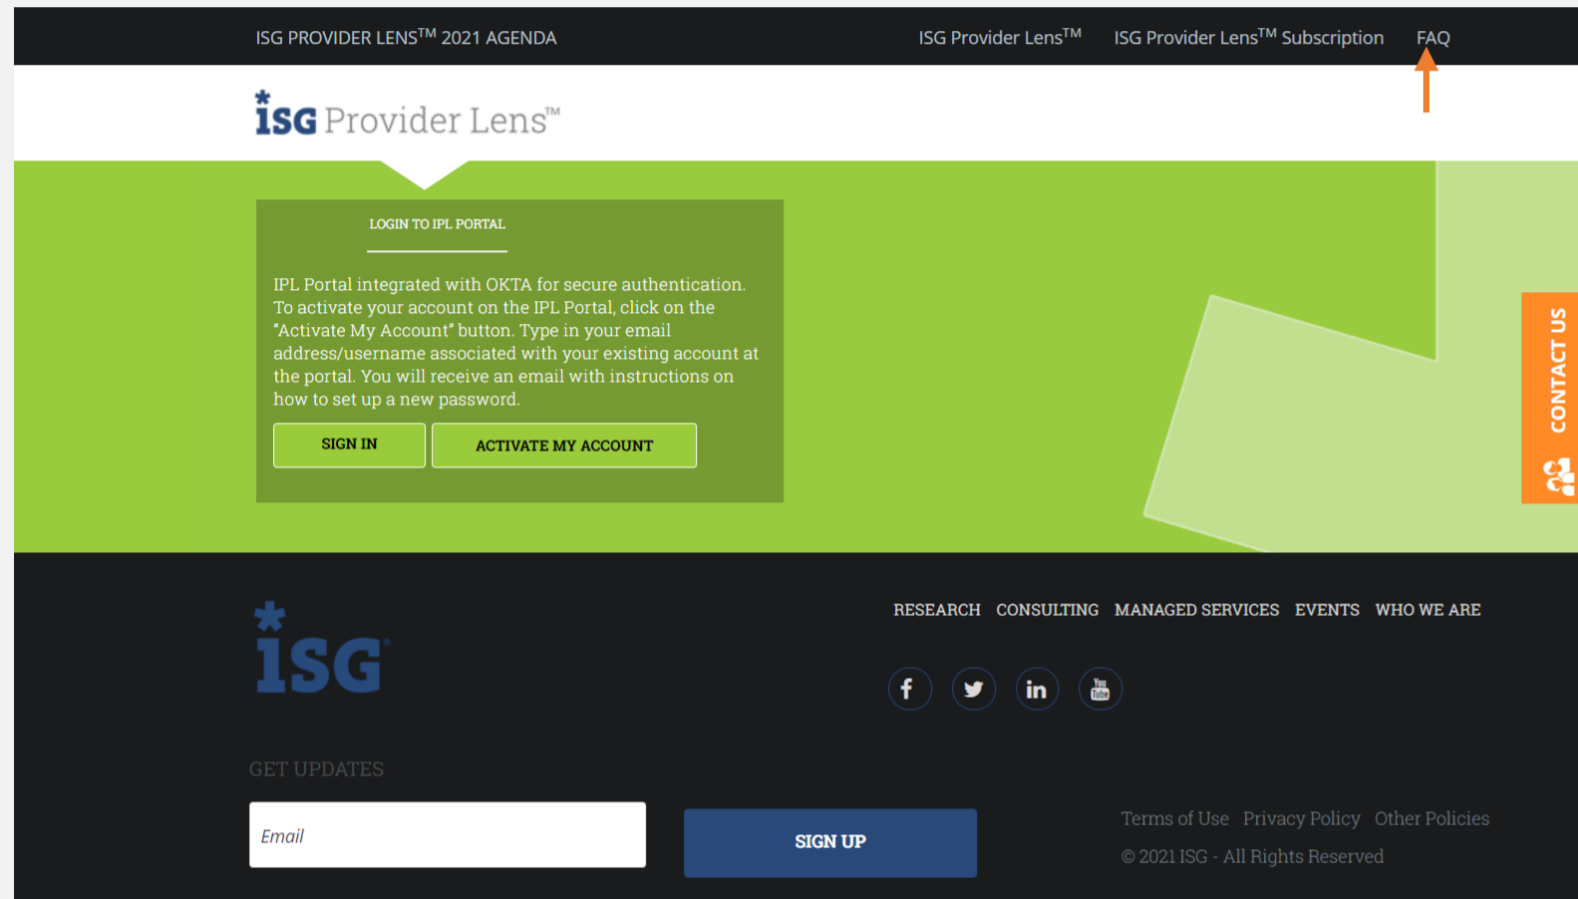 ISG PROVIDER LENS™ 2021 AGENDA
ISG Provider Lens™ ISG Provider Lens™ Subscription FAQ
*isG Provider Lens™
LOGIN TO IPL PORTAL
IPL Portal integrated with OKTA for secure authentication.
To activate your account on the IPL Portal, click on the
"Activate My Account" button. Type in your email
address/username associated with your existing account at
the portal. You will receive an email with instructions on
how to set up a new password.
SIGN IN
ACTIVATE MY ACCOUNT
CONTACT US
*isG®
RESEARCH CONSULTING MANAGED SERVICES EVENTS WHO WE ARE
f in You Tube
GET UPDATES
Email
SIGN UP
Terms of Use Privacy Policy Other Policies
© 2021 ISG - All Rights Reserved